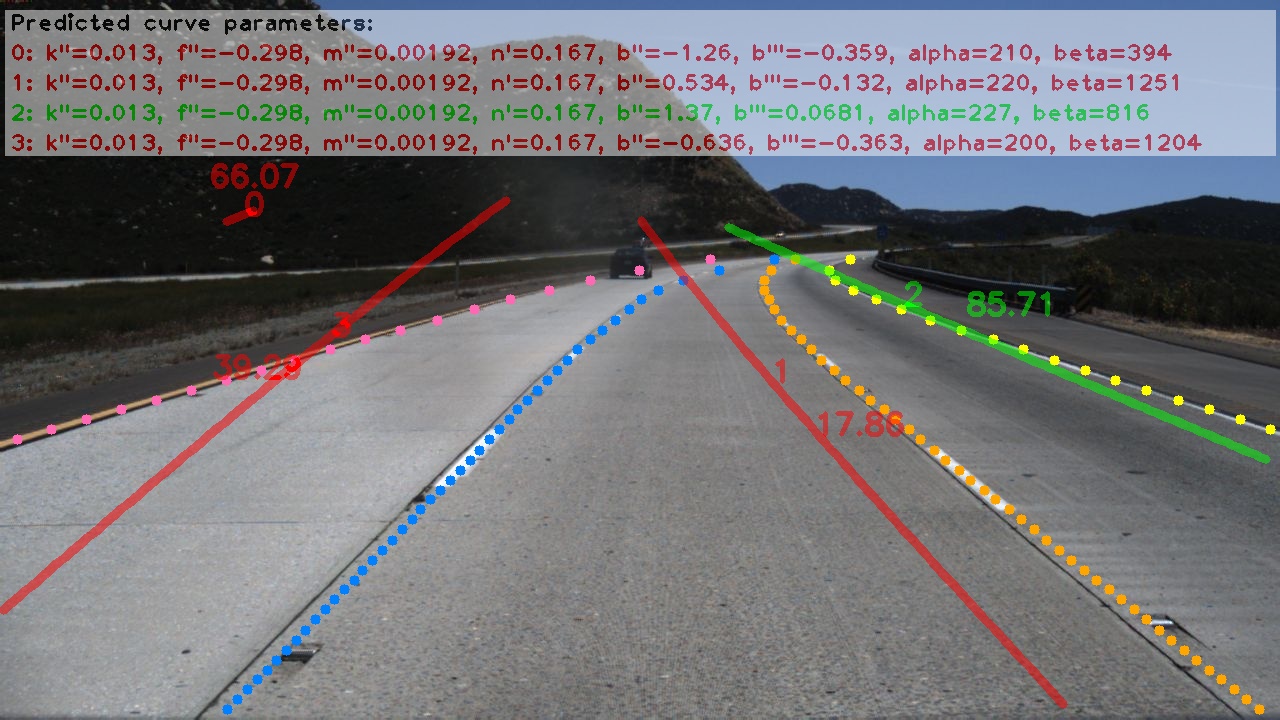 Predicted curve parameters:
0: k''=0.013, f''=−0.298, m''=0.00192, n'=0.167, b''=−1.26, b'''=−0.359, alpha=210, beta=394
1: k''=0.013, f''=−0.298, m''=0.00192, n'=0.167, b''=0.534, b'''=−0.132, alpha=220, beta=1251
2: k''=0.013, f''=−0.298, m''=0.00192, n'=0.167, b''=1.37, b'''=0.0681, alpha=227, beta=816
3: k''=0.013, f''=−0.298, m''=0.00192, n'=0.167, b''=−0.636, b'''=−0.363, alpha=200, beta=1204
66.07
0
2
85.71
3
1
17.86